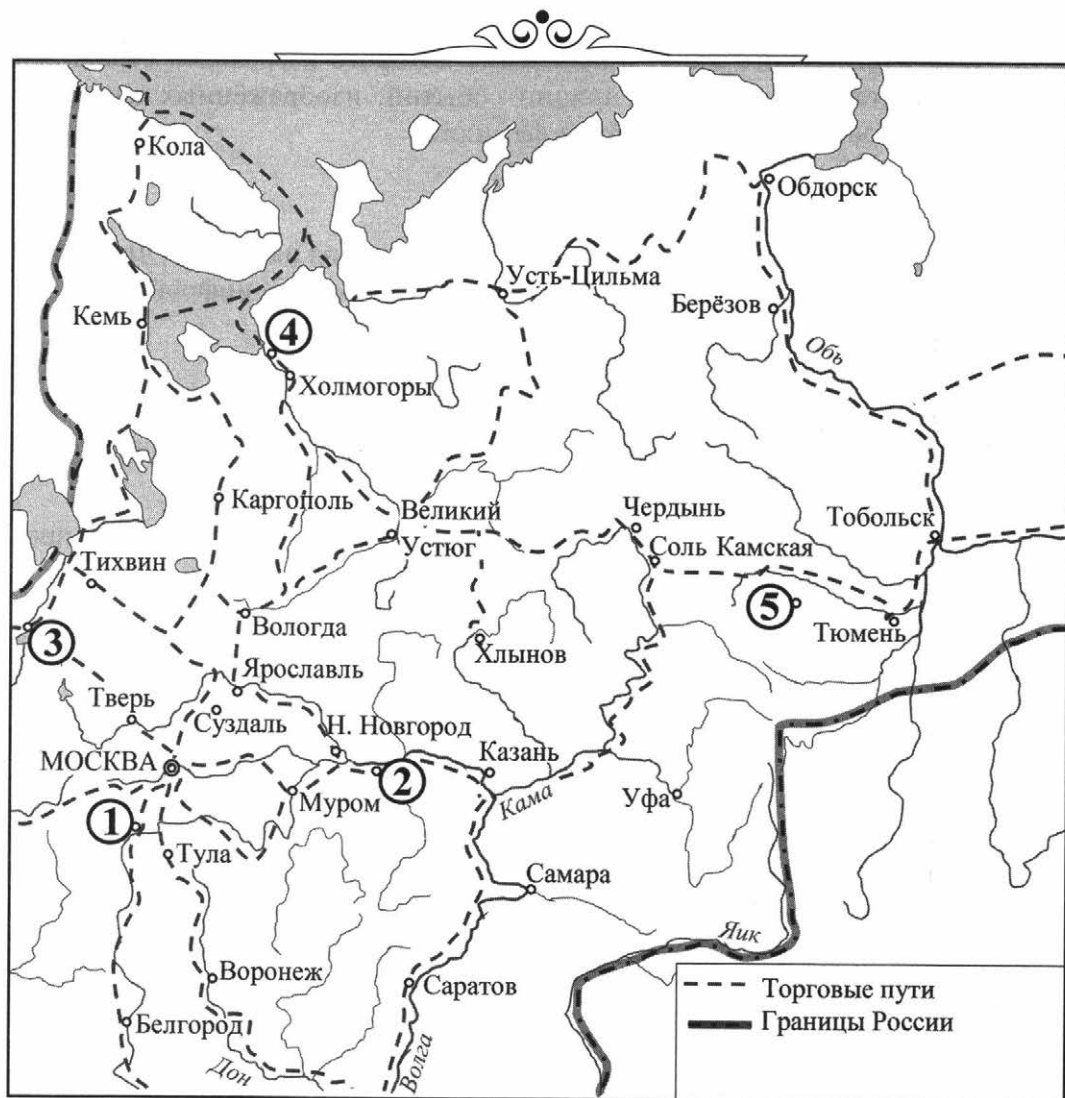 Кола
Обдорск
Усть-Цильма
Кемь
Берёзов
4
Обь
Холмогоры
Каргополь
Великий
Устюг
Чердынь
Тобольск
Тихвин
Соль Камская
5
3
Вологда
Хлынов
Тюмень
Ярославль
Тверь
Суздаль
Н. Новгород
МОСКВА
Казань
2
Муром
Кама
Уфа
1
Тула
Самара
Яик
Воронеж
Саратов
Торговые пути
Белгород
Границы России
Дон
Волга